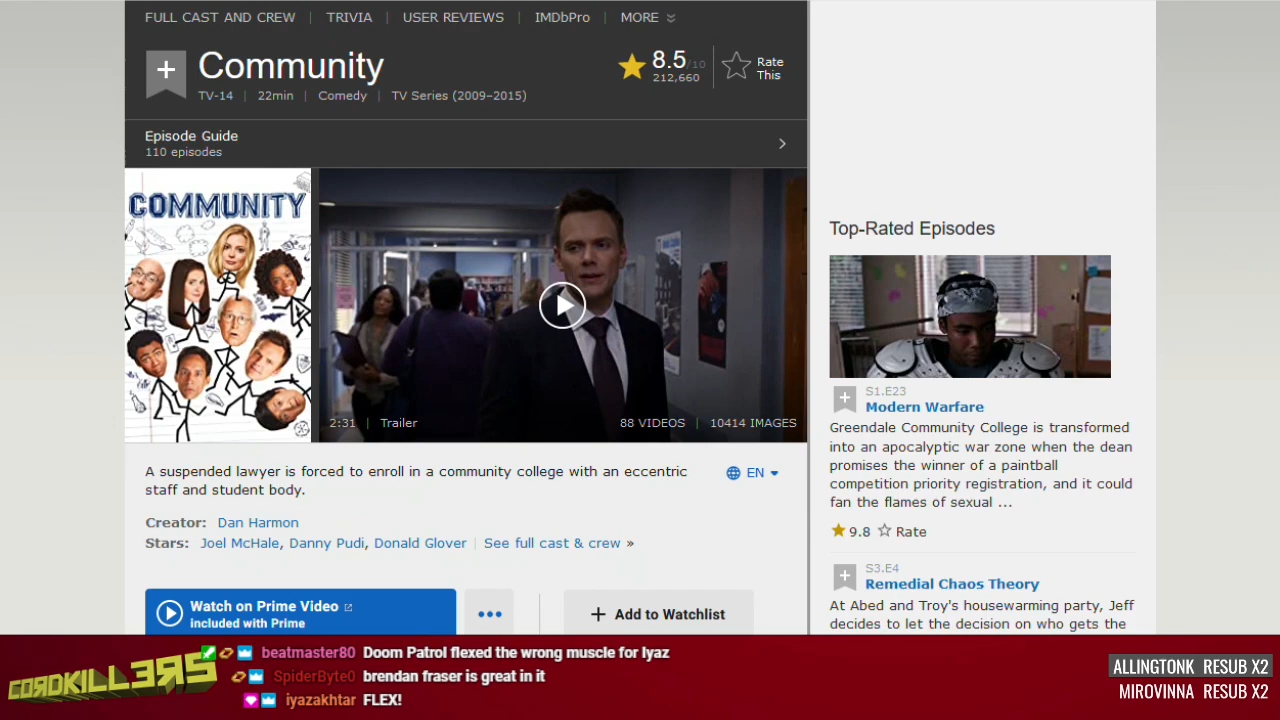 FULL CAST AND CREW | TRIVIA | USER REVIEWS | IMDbPro | MORE
Community
8.5/10
212,660
Rate
This
TV-14 | 22min | Comedy | TV Series (2009–2015)
Episode Guide
110 episodes
COMMUNITY
2:31 | Trailer
88 VIDEOS | 10414 IMAGES
A suspended lawyer is forced to enroll in a community college with an eccentric
staff and student body.
EN
Creator: Dan Harmon
Stars: Joel McHale, Danny Pudi, Donald Glover | See full cast & crew »
Watch on Prime Video
included with Prime
+ Add to Watchlist
Top-Rated Episodes
S1.E23
Modern Warfare
Greendale Community College is transformed
into an apocalyptic war zone when the dean
promises the winner of a paintball
competition priority registration, and it could
fan the flames of sexual ...
9.8 Rate
S3.E4
Remedial Chaos Theory
At Abed and Troy's housewarming party, Jeff
decides to let the decision on who gets the
CORDKILLERS
beatmaster80 Doom Patrol flexed the wrong muscle for Iyaz
SpiderByte0 brendan fraser is great in it
iyazakhtar FLEX!
ALLINGTONK RESUB X2
MIROVINNA RESUB X2